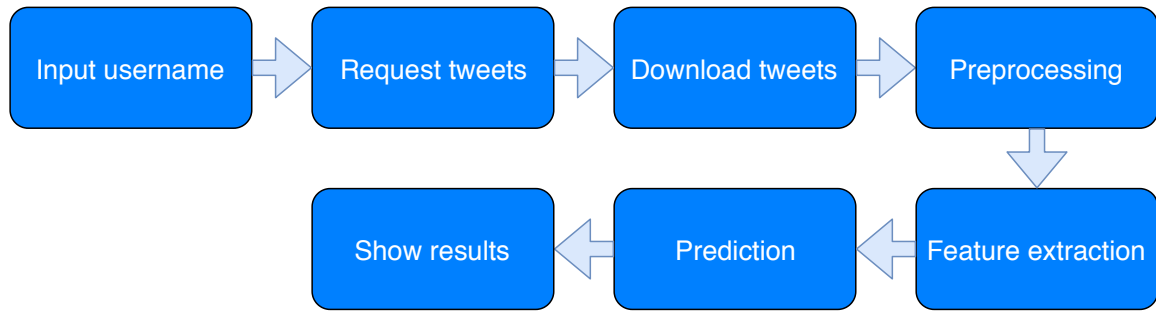 Input username
Request tweets
Download tweets
Preprocessing
Feature extraction
Prediction
Show results